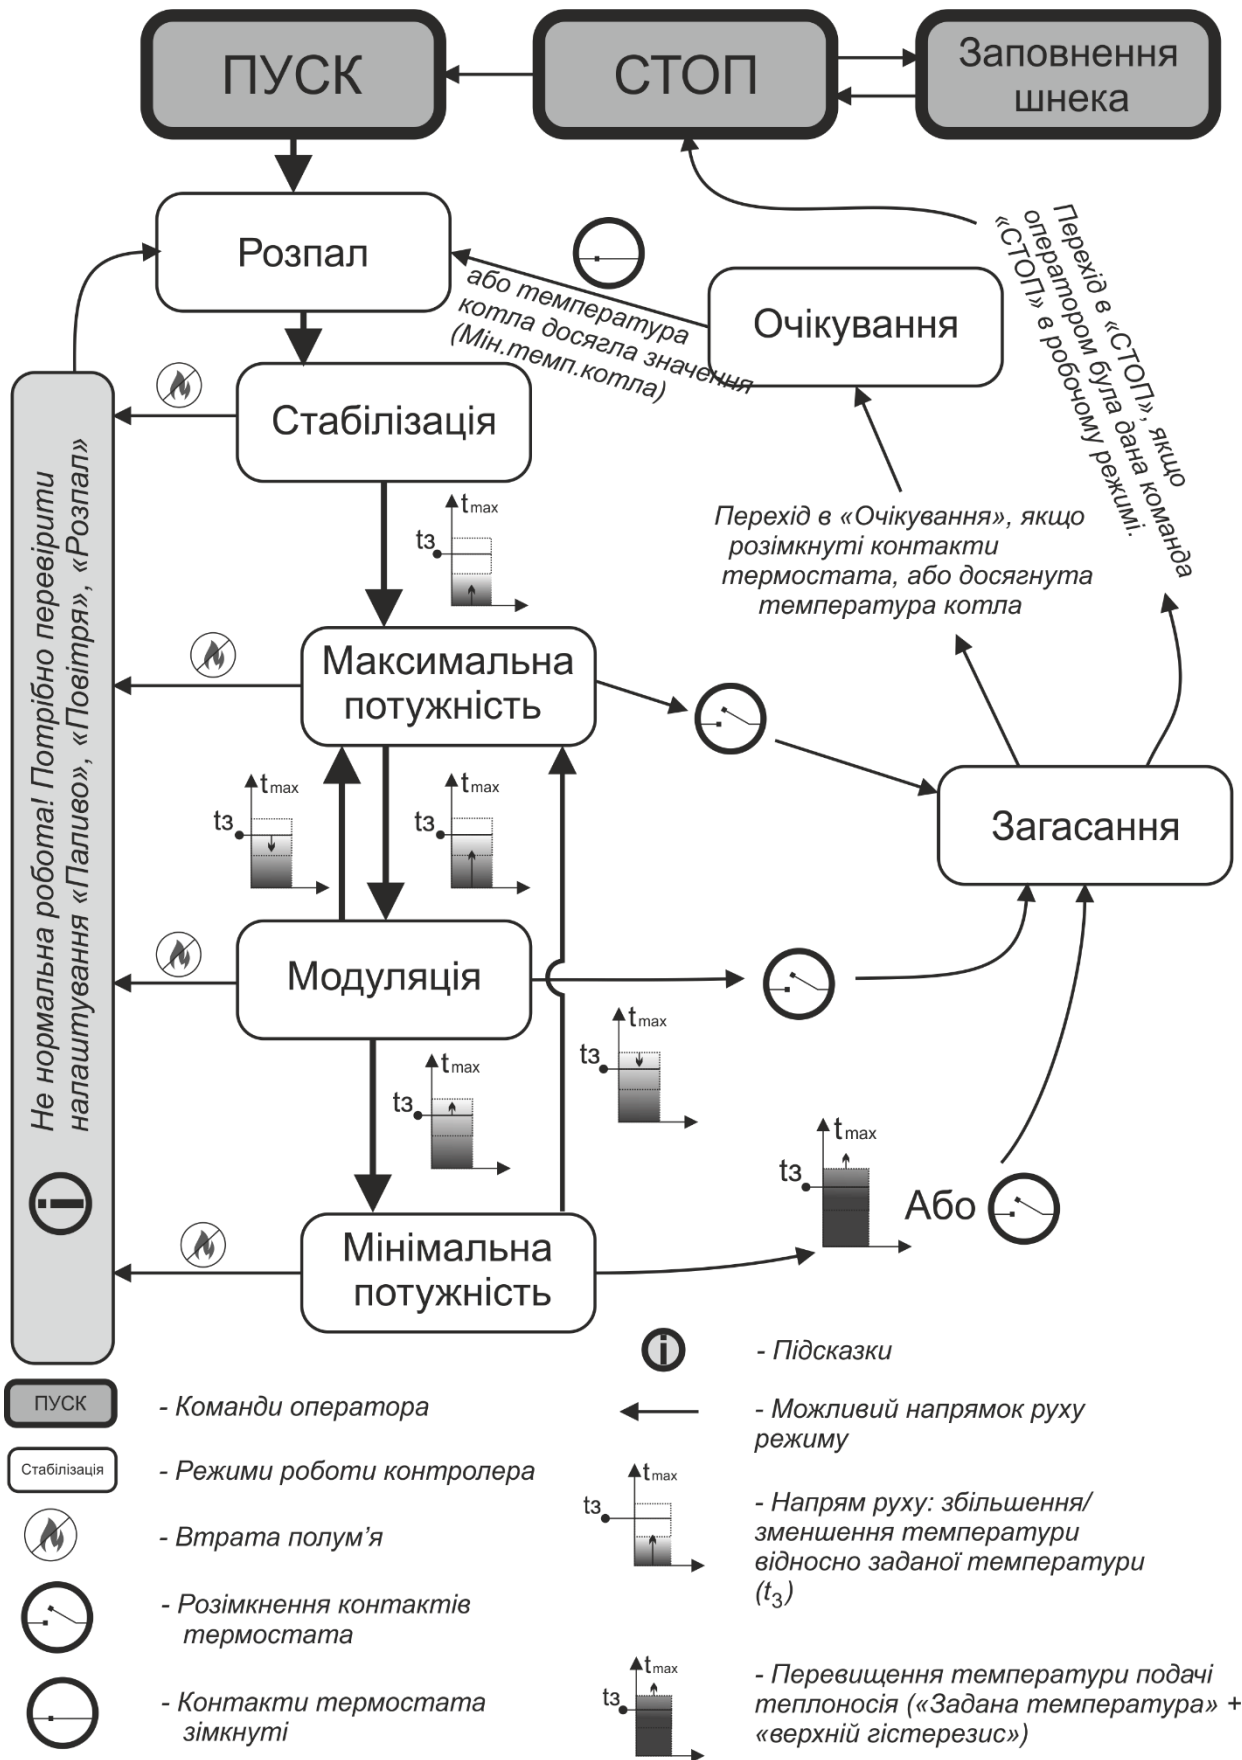 ПУСК
СТОП
Заповнення
шнека
Розпал
або температура
котла досягла значення
(Мін.темп.котла)
Очікування
Перехід в «СТОП», якщо
оператором була дана команда
«СТОП» в робочому режимі.
Стабілізація
Не нормальна робота! Потрібно перевірити
налаштування «Паливо», «Повітря», «Розпал»
i
tmax
tз
Перехід в «Очікування», якщо
розімкнуті контакти
термостата, або досягнута
температура котла
Максимальна
потужність
tmax
tз
tmax
tз
Загасання
Модуляція
tmax
tз
tmax
tз
tmax
tз
Або
Мінімальна
потужність
ПУСК
- Команди оператора
Стабілізація
- Режими роботи контролера
- Втрата полум’я
- Розімкнення контактів
термостата
- Контакти термостата
зімкнуті
i
- Підсказки
- Можливий напрямок руху
режиму
tmax
tз
- Напрям руху: збільшення/
зменшення температури
відносно заданої температури
(t3)
tmax
tз
- Перевищення температури подачі
теплоносія («Задана температура» +
«верхній гістерезис»)